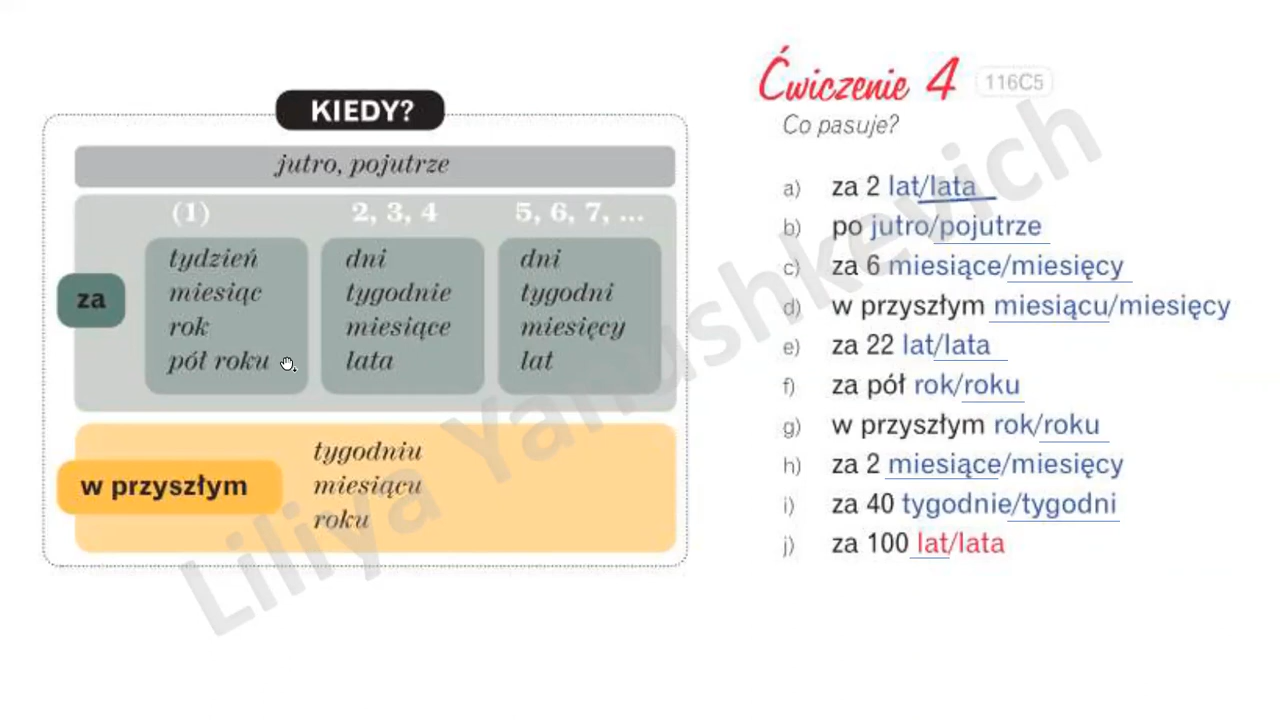 KIEDY?
jutro, pojutrze
(1)
2, 3, 4
5, 6, 7, ...
za
tydzień
miesiąc
rok
pół roku
dni
tygodnie
miesiące
lata
dni
tygodni
miesięcy
lat
w przyszłym
tygodniu
miesiącu
roku
Ćwiczenie 4 116C5
Co pasuje?
a) za 2 lat/lata
b) po jutro/pojutrze
c) za 6 miesiące/miesięcy
d) w przyszłym miesiącu/miesięcy
e) za 22 lat/lata
f) za pół rok/roku
g) w przyszłym rok/roku
h) za 2 miesiące/miesięcy
i) za 40 tygodnie/tygodni
j) za 100 lat/lata
Liliya Yanushkevich